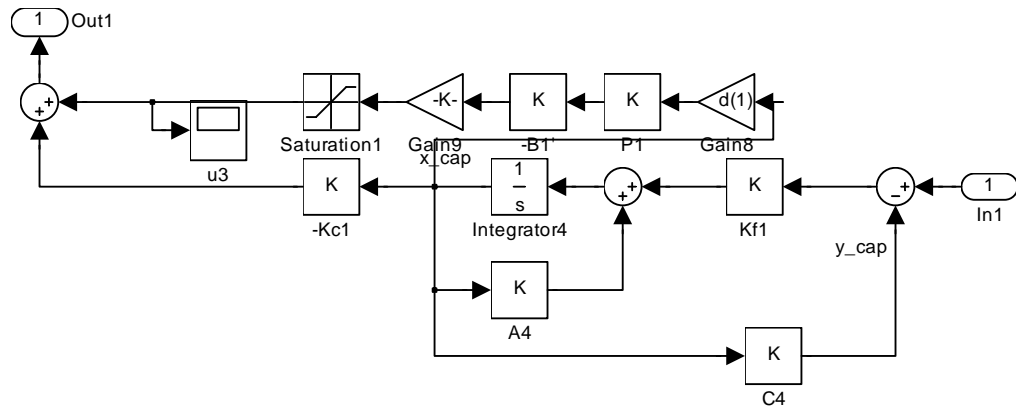 1
Out1
+
+
Saturation1
-K-
Gain9
K
-B1'
K
P1
d(1)
Gain8
u3
x_cap
K
-Kc1
1
s
Integrator4
+
+
K
Kf1
+
−
1
In1
y_cap
K
A4
K
C4